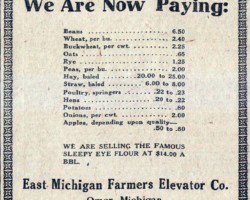 We Are Now Paying:
Beans 6.50
Wheat, per bu. 2.40
Buckwheat, per cwt. 2.25
Oats .65
Rye 1.25
Peas, per bu. 2.00
Hay, baled 20.00 to 25.00
Straw, baled 6.00 to 8.00
Poultry, springers .22 to .23
Hens .20 to .22
Potatoes .80
Onions, per cwt. 2.00
Apples, depending upon quality—
.50 to .80
WE ARE SELLING THE FAMOUS
SLEEPY EYE FLOUR AT $14.00 A
BBL.
East Michigan Farmers Elevator Co.
Omer, Michigan